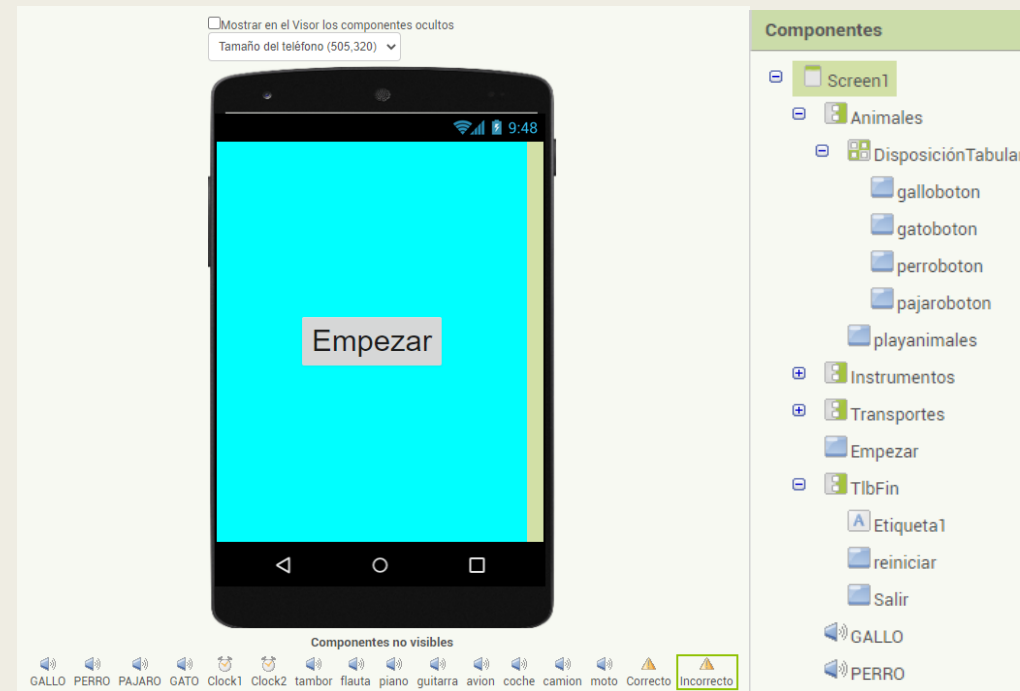 Mostrar en el Visor los componentes ocultos
Tamaño del teléfono (505,320)
9:48
Empezar
Componentes no visibles
GALLO PERRO PAJARO GATO Clock1 Clock2 tambor flauta piano guitarra avion coche camion moto Correcto Incorrecto
Componentes
Screen1
Animales
DisposiciónTabular
galloboton
gatoboton
perroboton
pajaroboton
playanimales
Instrumentos
Transportes
Empezar
TlbFin
A Etiqueta1
reiniciar
Salir
GALLO
PERRO